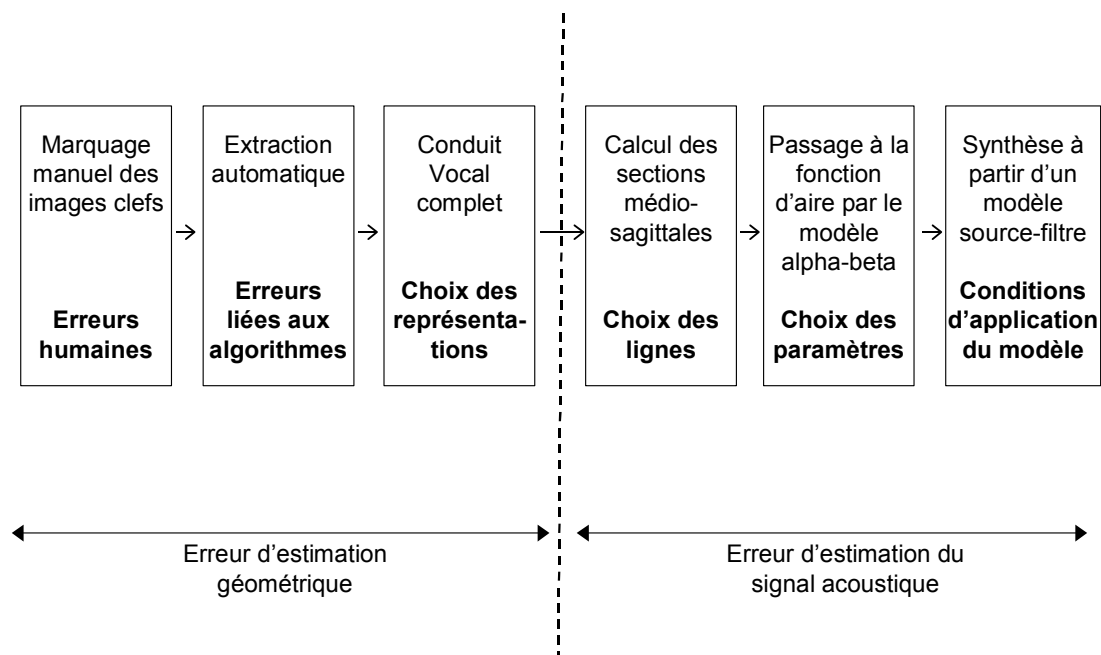 Marquage
manuel des
images clefs
Erreurs
humaines
Extraction
automatique
Erreurs
liées aux
algorithmes
Conduit
Vocal
complet
Choix des
représenta-
tions
Calcul des
sections
médio-
sagittales
Choix des
lignes
Passage à la
fonction
d'aire par le
modèle
alpha-beta
Choix des
paramètres
Synthèse à
partir d'un
modèle
source-filtre
Conditions
d'application
du modèle
Erreur d'estimation
géométrique
Erreur d'estimation du
signal acoustique